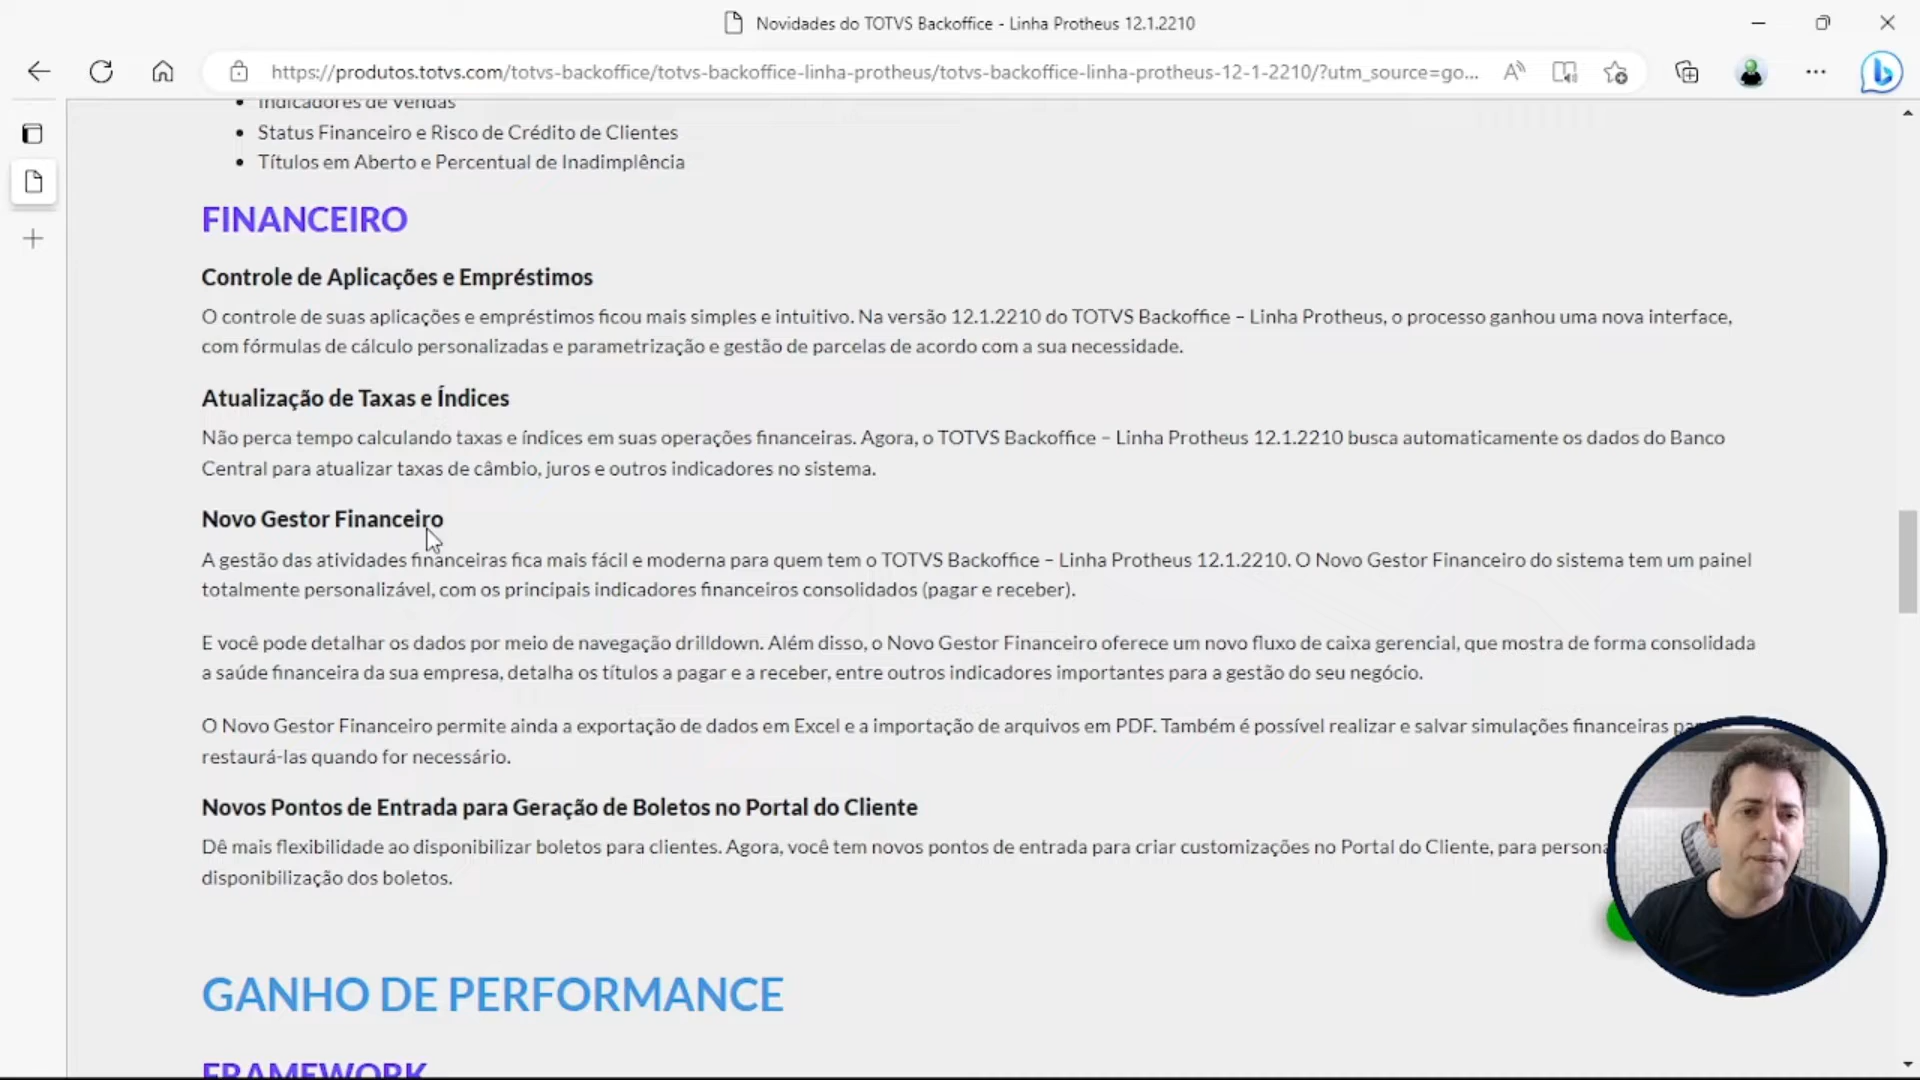 Novidades do TOTVS Backoffice - Linha Protheus 12.1.2210
https://produtos.totvs.com/totvs-backoffice/totvs-backoffice-linha-protheus/totvs-backoffice-linha-protheus-12-1-2210/?utm_source=go...
Indicadores de Vendas
Status Financeiro e Risco de Crédito de Clientes
Títulos em Aberto e Percentual de Inadimplência
FINANCEIRO
Controle de Aplicações e Empréstimos
O controle de suas aplicações e empréstimos ficou mais simples e intuitivo. Na versão 12.1.2210 do TOTVS Backoffice – Linha Protheus, o processo ganhou uma nova interface,
com fórmulas de cálculo personalizadas e parametrização e gestão de parcelas de acordo com a sua necessidade.
Atualização de Taxas e Índices
Não perca tempo calculando taxas e índices em suas operações financeiras. Agora, o TOTVS Backoffice – Linha Protheus 12.1.2210 busca automaticamente os dados do Banco
Central para atualizar taxas de câmbio, juros e outros indicadores no sistema.
Novo Gestor Financeiro
A gestão das atividades financeiras fica mais fácil e moderna para quem tem o TOTVS Backoffice – Linha Protheus 12.1.2210. O Novo Gestor Financeiro do sistema tem um painel
totalmente personalizável, com os principais indicadores financeiros consolidados (pagar e receber).
E você pode detalhar os dados por meio de navegação drilldown. Além disso, o Novo Gestor Financeiro oferece um novo fluxo de caixa gerencial, que mostra de forma consolidada
a saúde financeira da sua empresa, detalha os títulos a pagar e a receber, entre outros indicadores importantes para a gestão do seu negócio.
O Novo Gestor Financeiro permite ainda a exportação de dados em Excel e a importação de arquivos em PDF. Também é possível realizar e salvar simulações financeiras
restaurá-las quando for necessário.
Novos Pontos de Entrada para Geração de Boletos no Portal do Cliente
Dê mais flexibilidade ao disponibilizar boletos para clientes. Agora, você tem novos pontos de entrada para criar customizações no Portal do Cliente, para
disponibilização dos boletos.
GANHO DE PERFORMANCE
FRAMEWORK